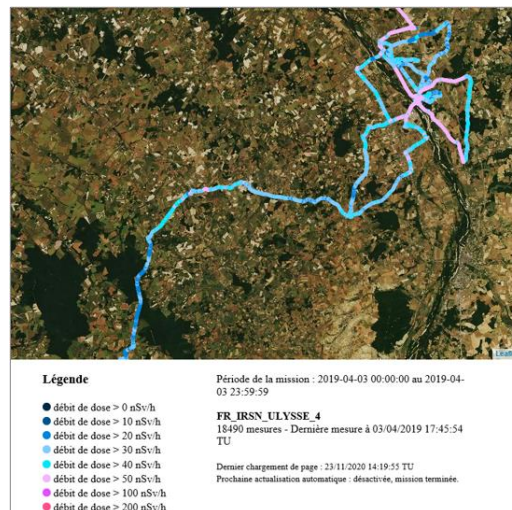 Leafl
Légende
débit de dose > 0 nSv/h
débit de dose > 10 nSv/h
débit de dose > 20 nSv/h
débit de dose > 30 nSv/h
débit de dose > 40 nSv/h
débit de dose > 50 nSv/h
débit de dose > 100 nSv/h
débit de dose > 200 nSv/h
Période de la mission : 2019-04-03 00:00:00 au 2019-04-
03 23:59:59
FR_IRSN_ULYSSE_4
18490 mesures - Dernière mesure à 03/04/2019 17:45:54
TU
Dernier chargement de page : 23/11/2020 14:19:55 TU
Prochaine actualisation automatique : désactivée, mission terminée.